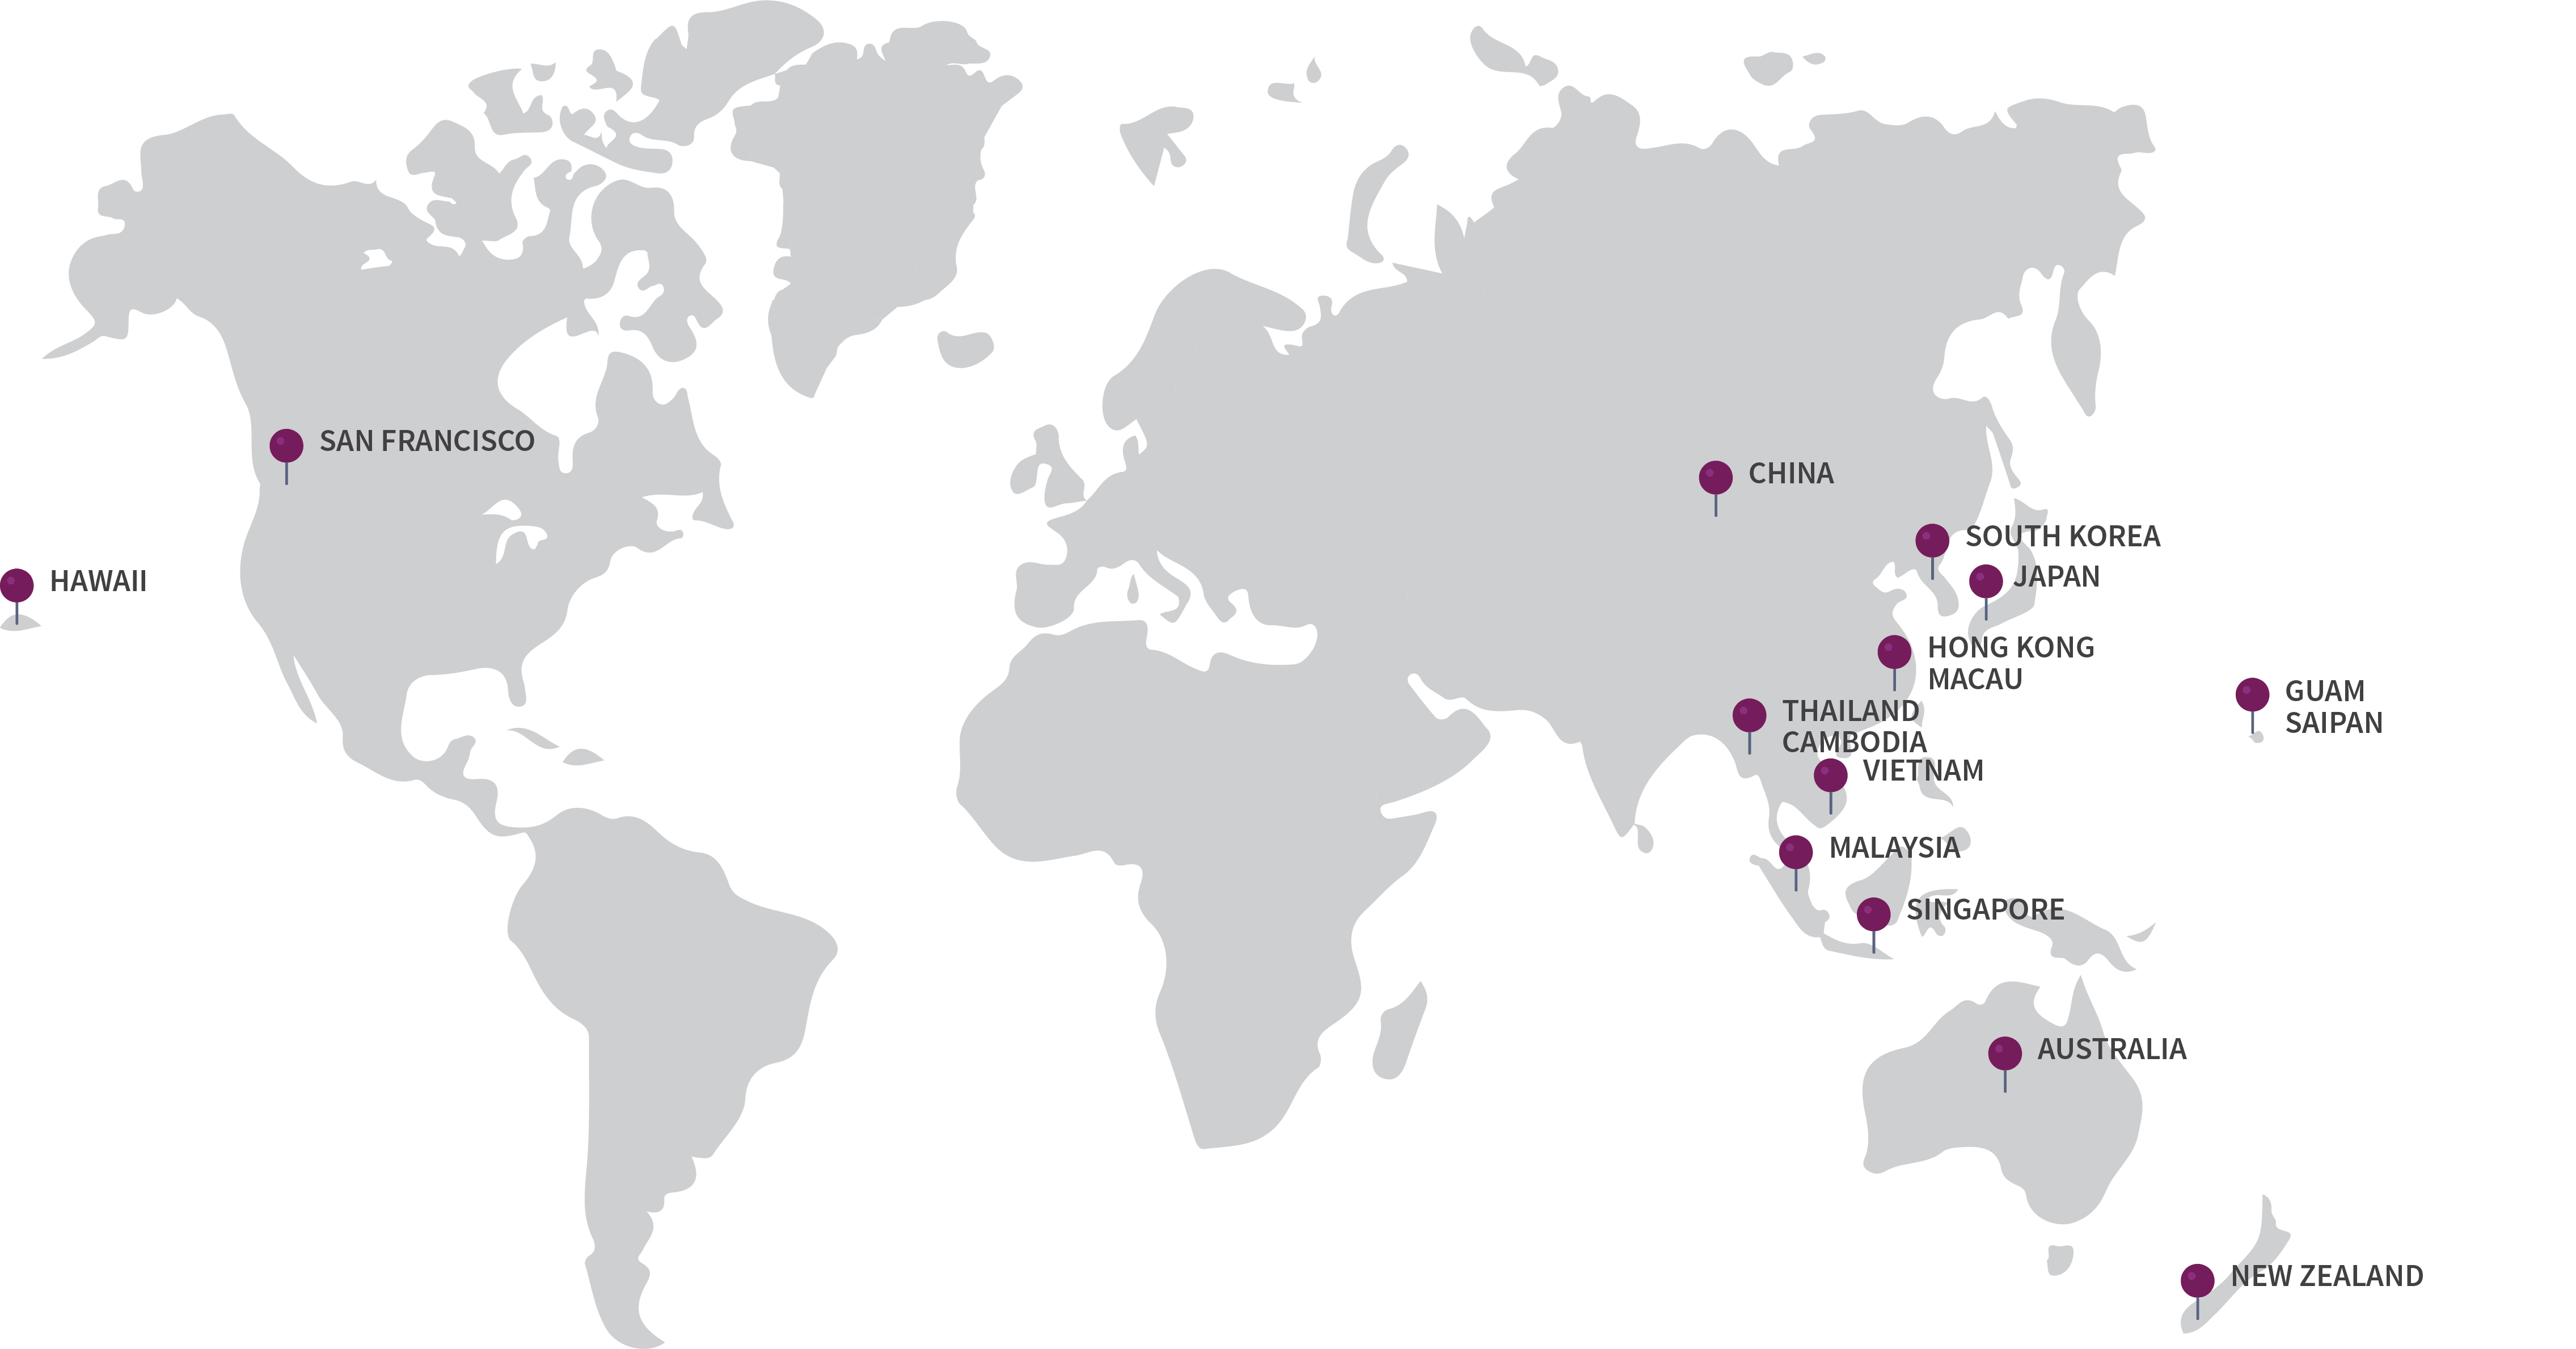 SAN FRANCISCO
CHINA
SOUTH KOREA
HAWAII
JAPAN
HONG KONG
MACAU
GUAM
SAIPAN
THAILAND
CAMBODIA
VIETNAM
MALAYSIA
SINGAPORE
AUSTRALIA
NEW ZEALAND